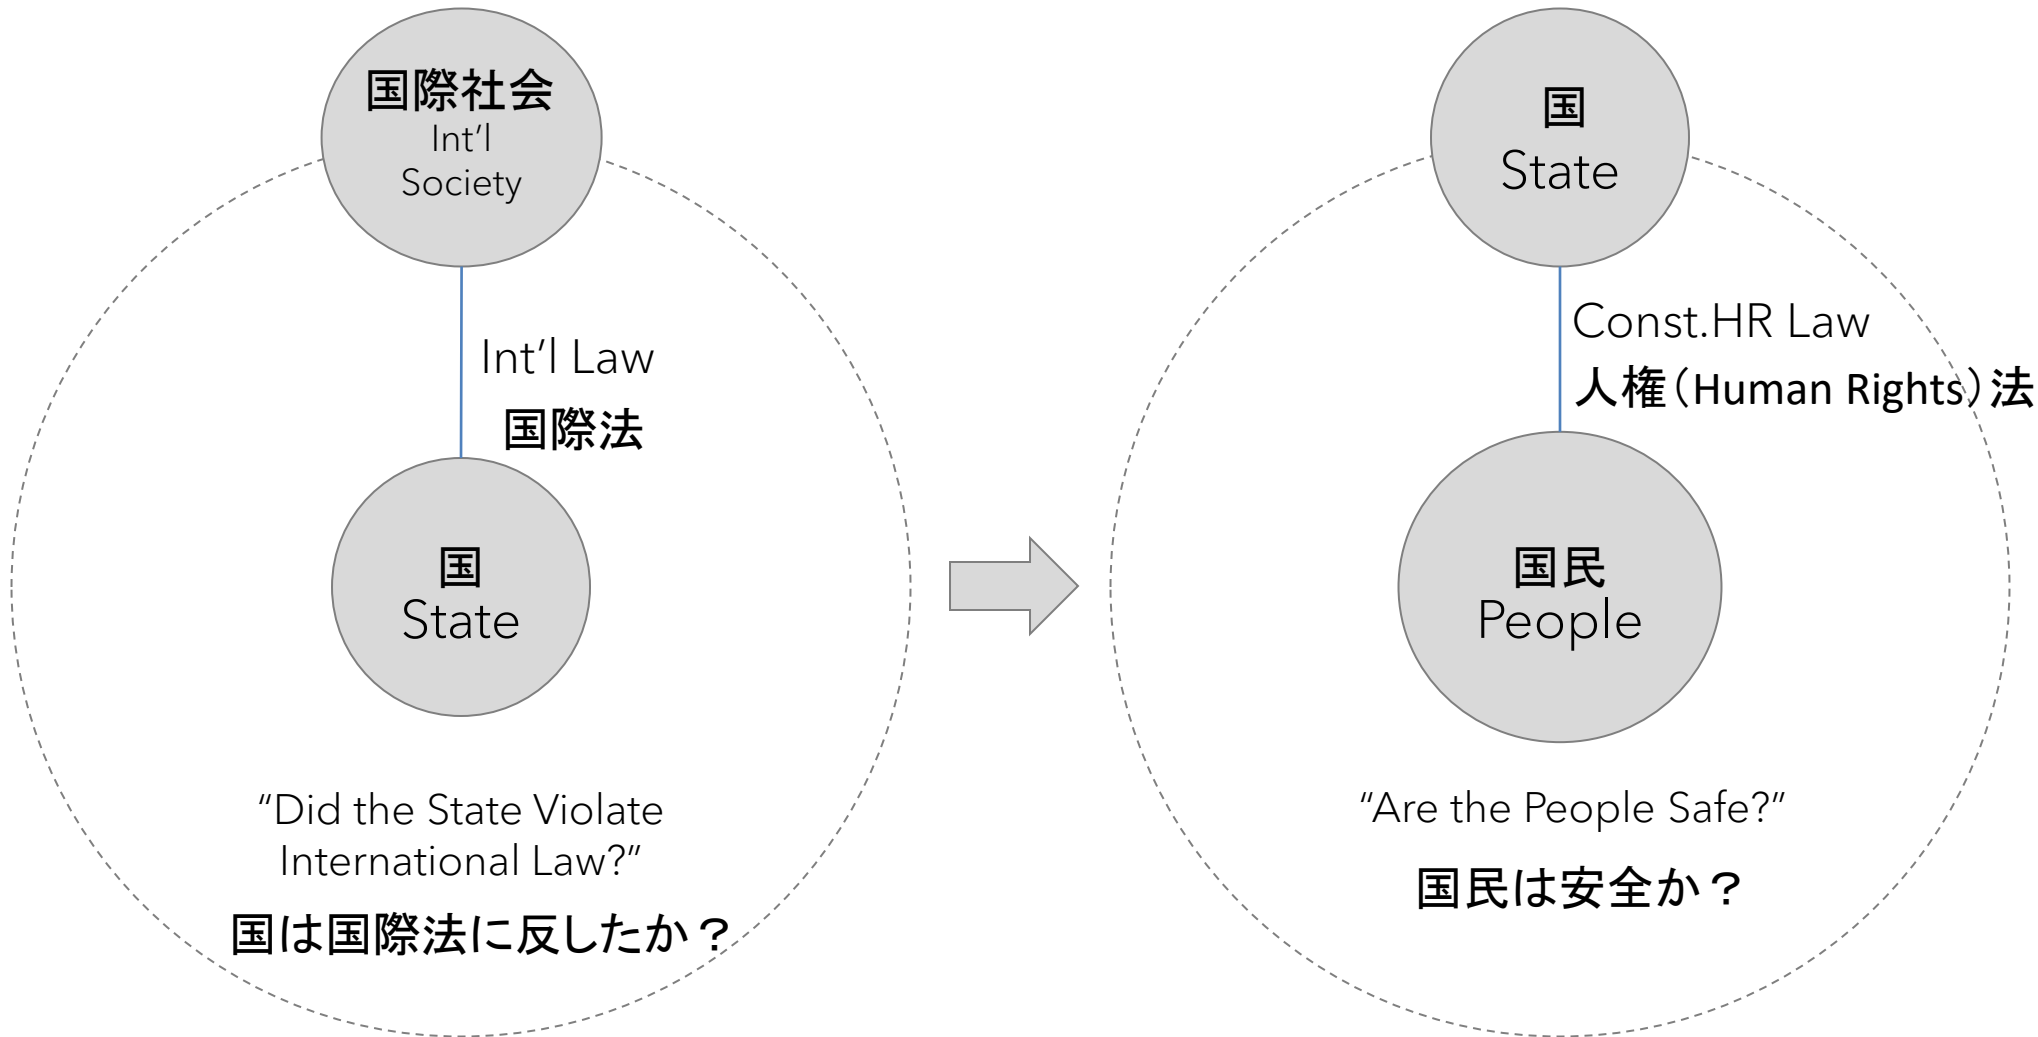 国際社会
Int’l
Society
Int’l Law
国際法
国
State
“Did the State Violate
International Law?”
国は国際法に反したか？
国
State
Const.HR Law
人権（Human Rights）法
国民
People
“Are the People Safe?”
国民は安全か？